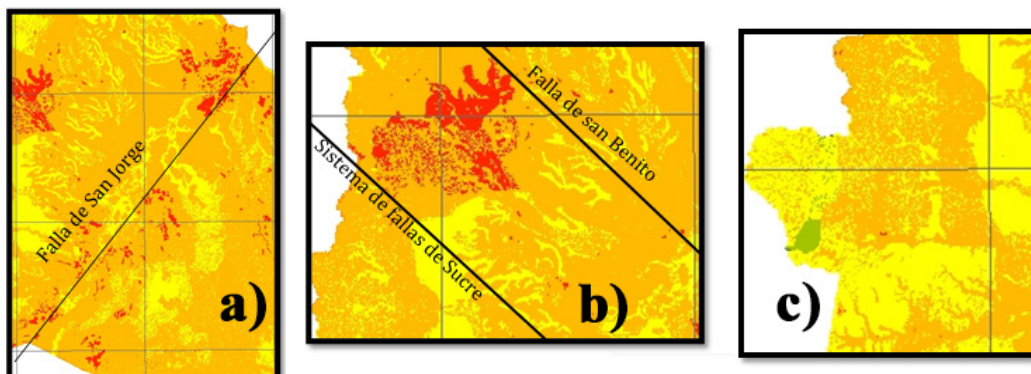 Falla de San Jorge
a)
Falla de san Benito
Sistema de fallas de Sucre
b)
c)